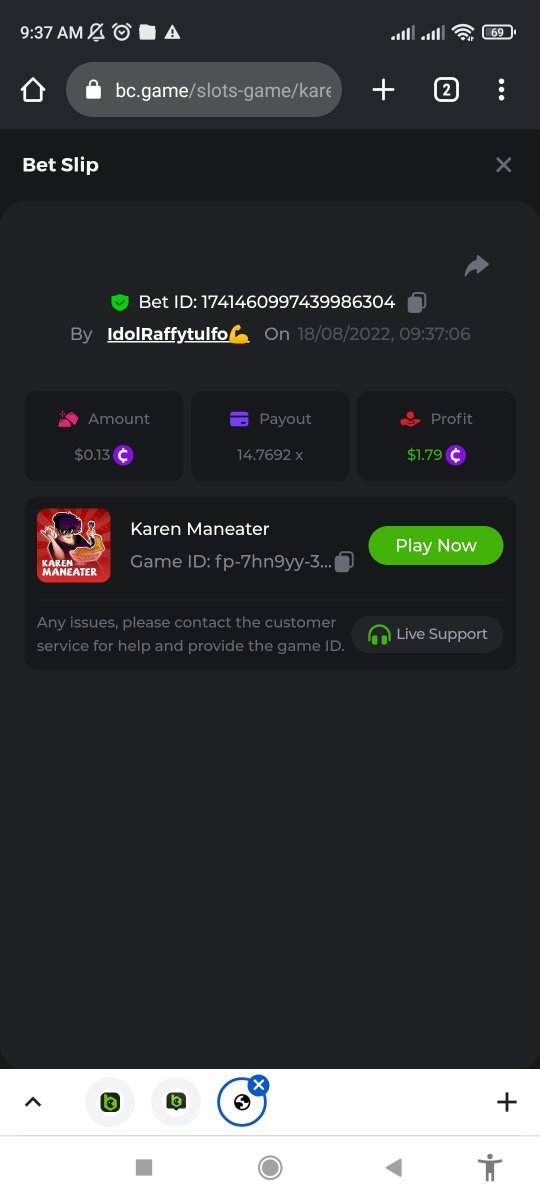 9:37 AM
69
bc.game/slots-game/kare
2
Bet Slip
Bet ID: 1741460997439986304
By IdolRaffytulfo💪 On 18/08/2022, 09:37:06
Amount
Payout
Profit
$0.13
14.7692 x
$1.79
KAREN
MANEATER
Karen Maneater
Game ID: fp-7hn9yy-3...
Play Now
Any issues, please contact the customer
service for help and provide the game ID.
Live Support